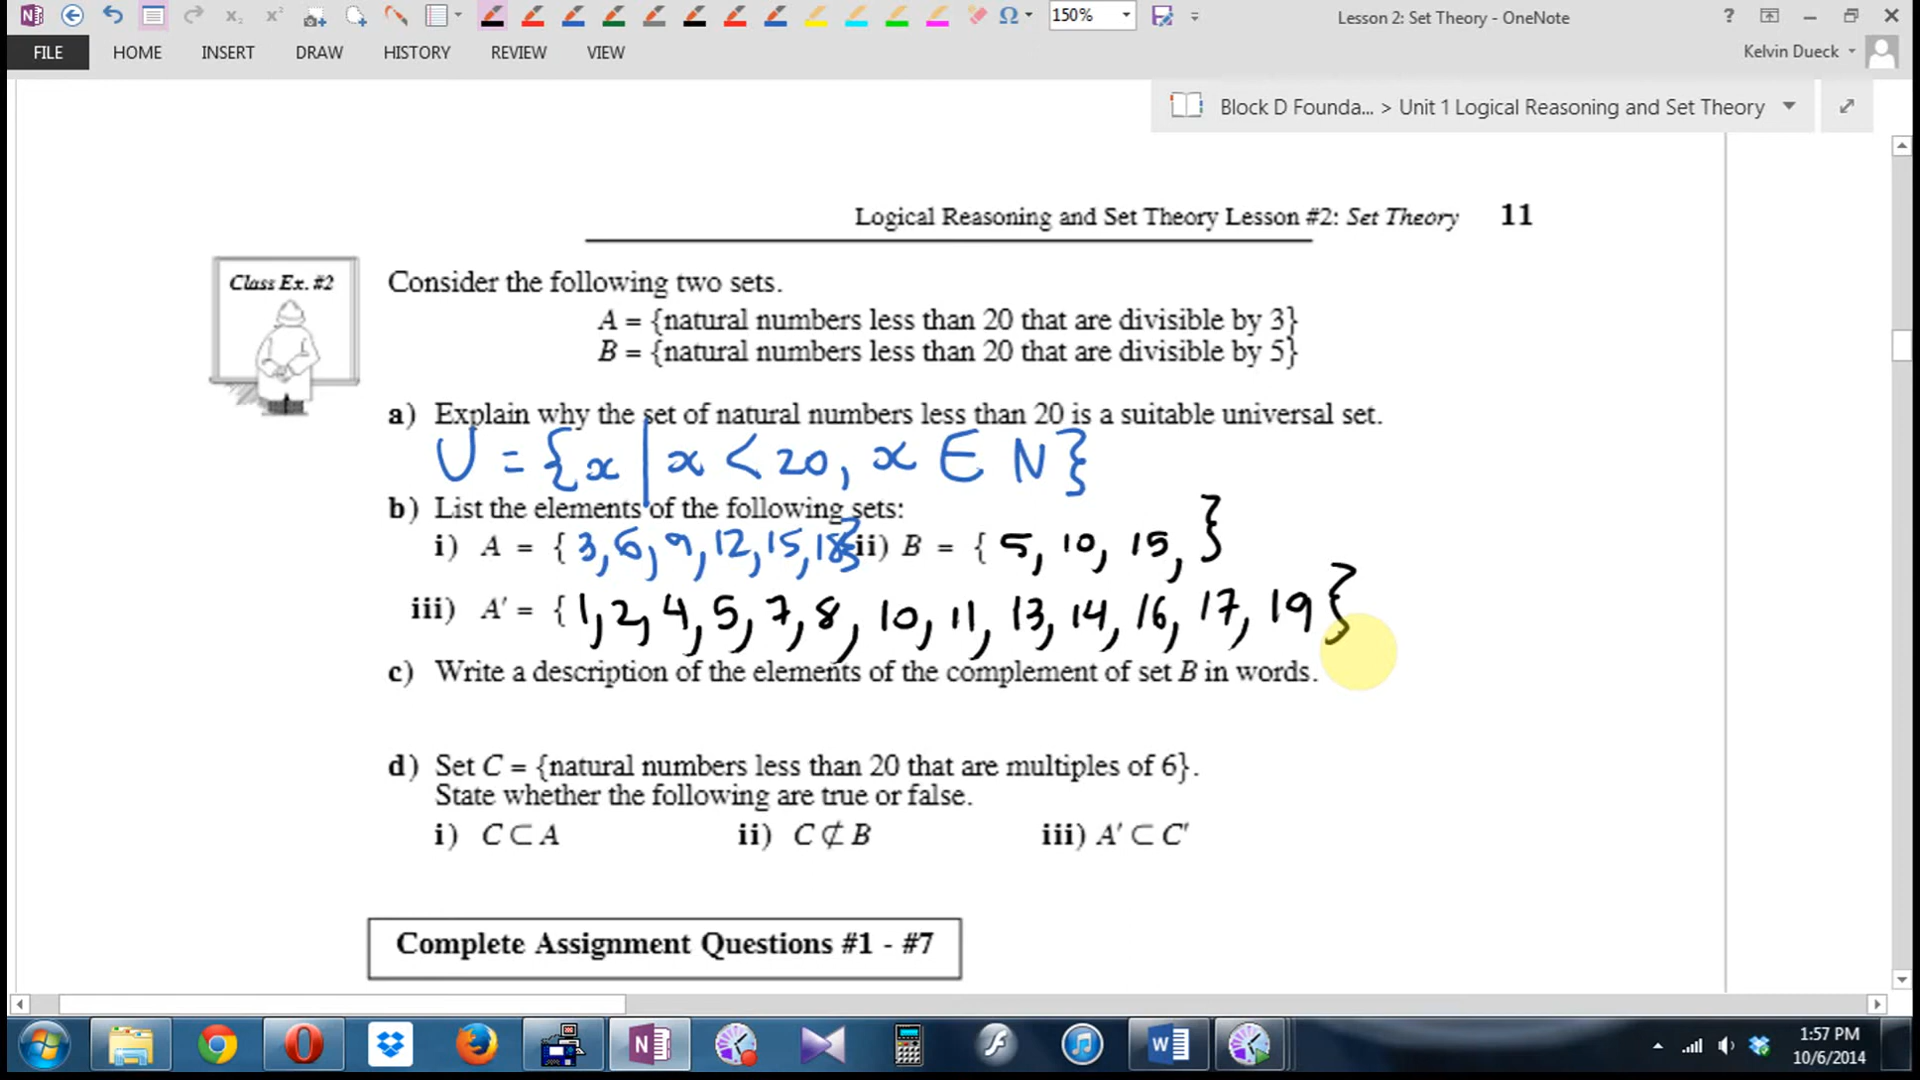 150%
Lesson 2: Set Theory - OneNote
FILE HOME INSERT DRAW HISTORY REVIEW VIEW
Kelvin Dueck
Block D Founda... > Unit 1 Logical Reasoning and Set Theory
Logical Reasoning and Set Theory Lesson #2: Set Theory 11
Class Ex. #2
Consider the following two sets.
A = {natural numbers less than 20 that are divisible by 3}
B = {natural numbers less than 20 that are divisible by 5}
a) Explain why the set of natural numbers less than 20 is a suitable universal set.
U = {x | x < 20, x ∈ N}
b) List the elements of the following sets:
i) A = { 3, 6, 9, 12, 15, 18} ii) B = { 5, 10, 15, }
iii) A′ = { 1, 2, 4, 5, 7, 8, 10, 11, 13, 14, 16, 17, 19 }
c) Write a description of the elements of the complement of set B in words.
d) Set C = {natural numbers less than 20 that are multiples of 6}.
State whether the following are true or false.
i) C ⊂ A ii) C ⊄ B iii) A′ ⊂ C′
Complete Assignment Questions #1 - #7
1:57 PM
10/6/2014